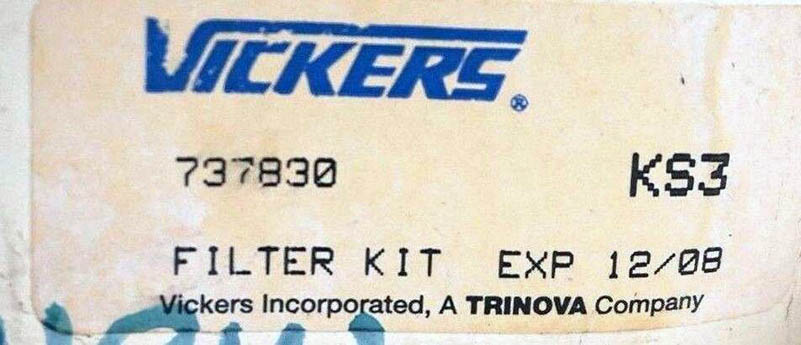 VICKERS®
737830 KS3
FILTER KIT EXP 12/08
Vickers Incorporated, A TRINOVA Company